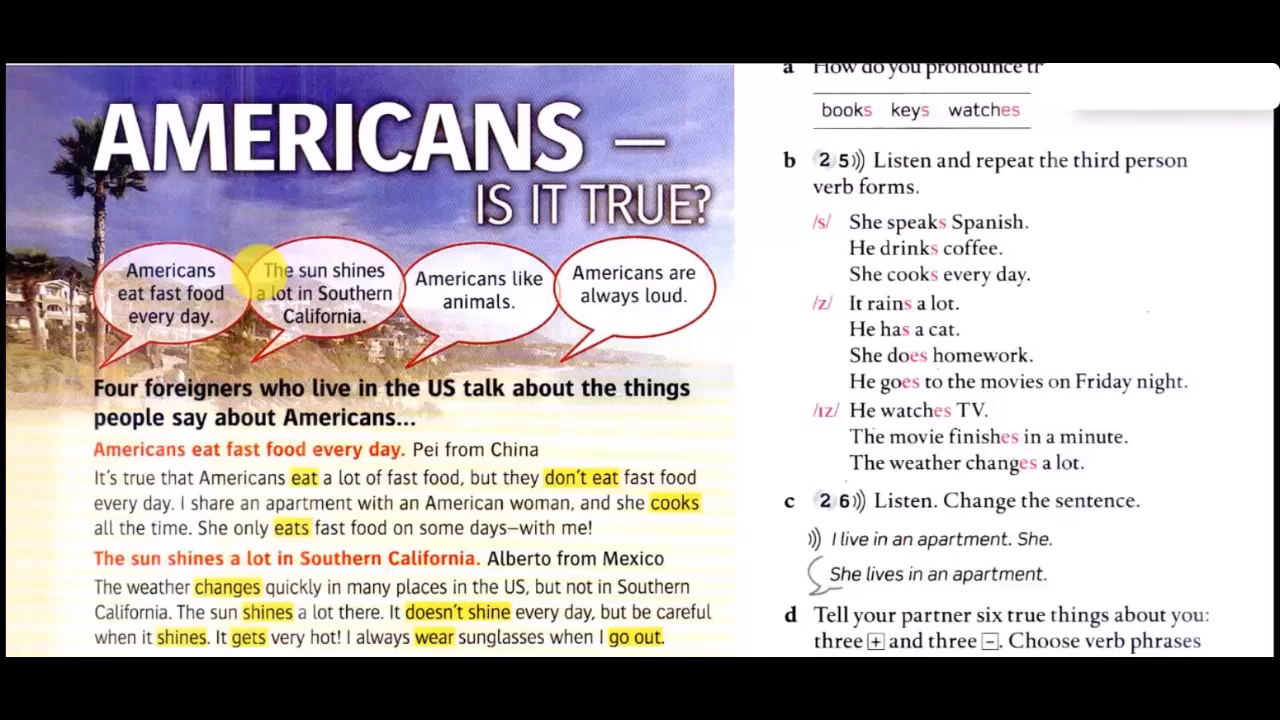 AMERICANS –
IS IT TRUE?
Americans
eat fast food
every day.
The sun shines
a lot in Southern
California.
Americans like
animals.
Americans are
always loud.
Four foreigners who live in the US talk about the things
people say about Americans...
Americans eat fast food every day. Pei from China
It's true that Americans eat a lot of fast food, but they don't eat fast food
every day. I share an apartment with an American woman, and she cooks
all the time. She only eats fast food on some days–with me!
The sun shines a lot in Southern California. Alberto from Mexico
The weather changes quickly in many places in the US, but not in Southern
California. The sun shines a lot there. It doesn't shine every day, but be careful
when it shines. It gets very hot! I always wear sunglasses when I go out.
a How do you pronounce
books keys watches
b 2 5))) Listen and repeat the third person
verb forms.
/s/ She speaks Spanish.
He drinks coffee.
She cooks every day.
/z/ It rains a lot.
He has a cat.
She does homework.
He goes to the movies on Friday night.
/ɪz/ He watches TV.
The movie finishes in a minute.
The weather changes a lot.
c 2 6))) Listen. Change the sentence.
))) I live in an apartment. She.
She lives in an apartment.
d Tell your partner six true things about you:
three + and three –. Choose verb phrases